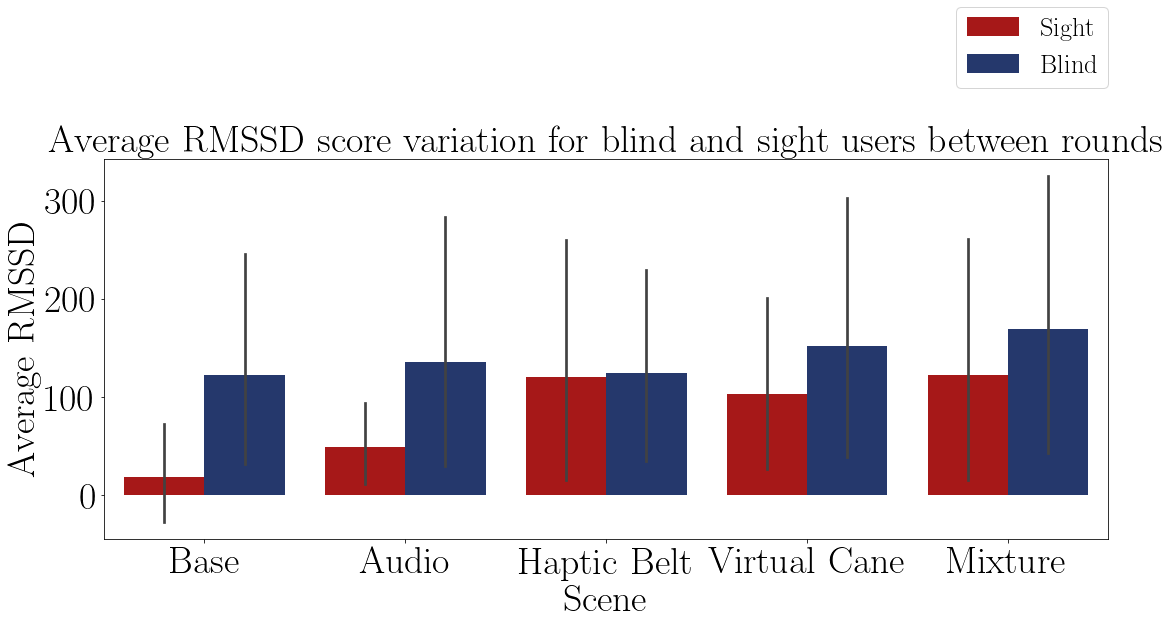 Sight
Blind
Average RMSSD score variation for blind and sight users between rounds
Average RMSSD
300
200
100
0
Base Audio Haptic Belt Virtual Cane Mixture
Scene